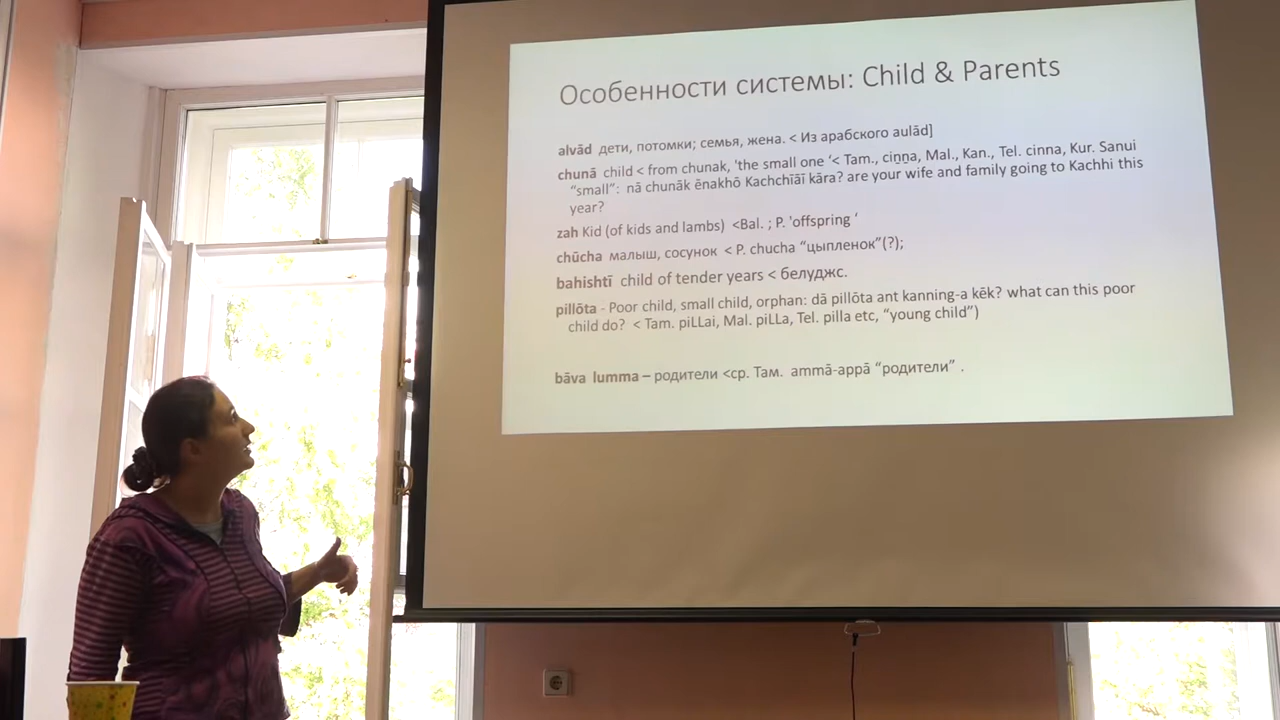 Особенности системы: Child & Parents
alvād дети, потомки; семья, жена. < Из арабского aulād]
chunā child < from chunak, 'the small one ‘< Tam., ciṉṉa, Mal., Kan., Tel. cinna, Kur. Sanui
“small”: nā chunāk ēnakhō Kachchīāī kāra? are your wife and family going to Kachhi this
year?
zah Kid (of kids and lambs) <Bal. ; P. 'offspring ‘
chūcha малыш, сосунок < P. chucha “цыпленок”(?);
bahishtī child of tender years < белуджс.
pillōta - Poor child, small child, orphan: dā pillōta ant kanning-a kēk? what can this poor
child do? < Tam. piLLai, Mal. piLLa, Tel. pilla etc, “young child”)
bāva lumma – родители <ср. Там. ammā-appā “родители” .